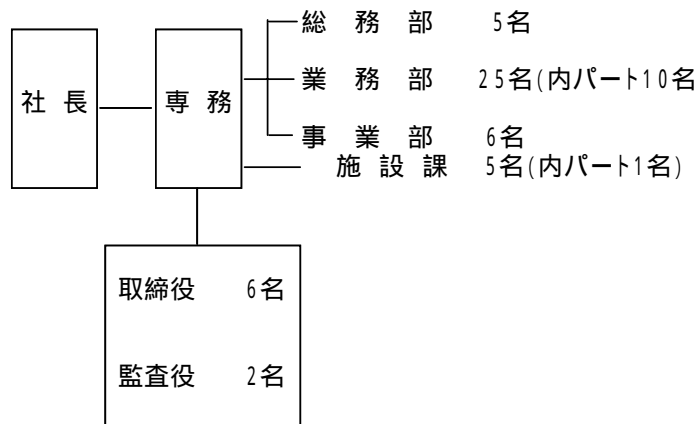 総務部 5名
業務部 25名(内パート10名
社長
専務
事業部 6名
施設課 5名(内パート1名)
取締役 6名
監査役 2名